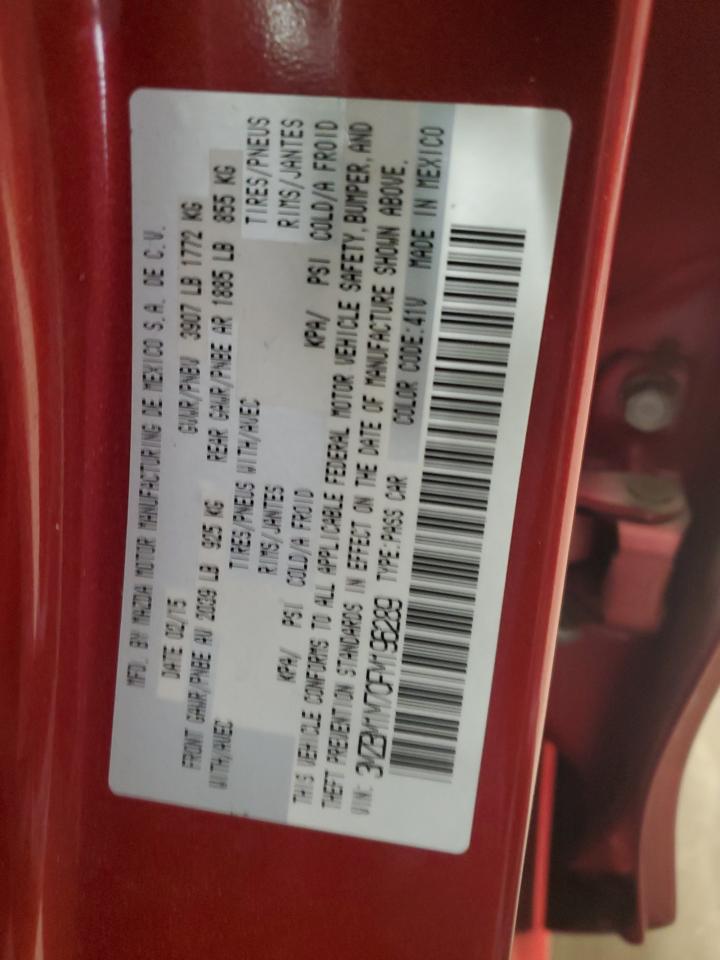 MFD. BY MAZDA MOTOR MANUFACTURING DE MEXICO S.A. DE C.V.
DATE 02/15 GVWR/PNBV 3907 LB 1772 KG
FRONT GAWR/PNBE AV 2039 LB 925 KG REAR GAWR/PNBE AR 1885 LB 855 KG
WITH/AVEC TIRES/PNEUS WITH/AVEC TIRES/PNEUS
RIMS/JANTES RIMS/JANTES
KPA/ PSI COLD/A FROID KPA/ PSI COLD/A FROID
THIS VEHICLE CONFORMS TO ALL APPLICABLE FEDERAL MOTOR VEHICLE SAFETY, BUMPER, AND
THEFT PREVENTION STANDARDS IN EFFECT ON THE DATE OF MANUFACTURE SHOWN ABOVE.
VIN: 3MZBM1M70FM196289 TYPE:PASS CAR COLOR CODE:41V MADE IN MEXICO